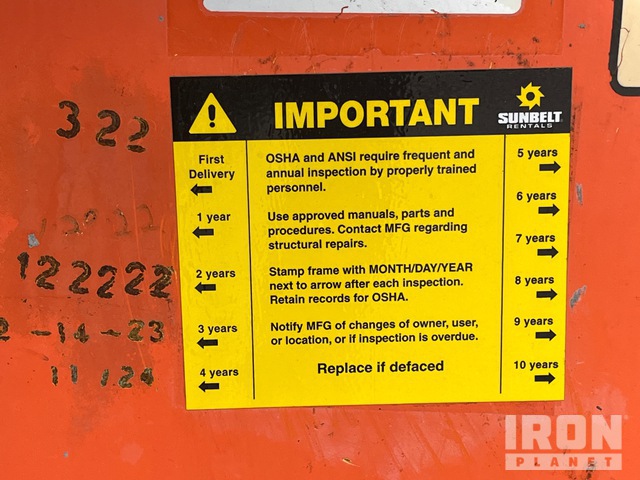 IMPORTANT
SUNBELT
RENTALS
First
Delivery
1 year
2 years
3 years
4 years
OSHA and ANSI require frequent and
annual inspection by properly trained
personnel.
Use approved manuals, parts and
procedures. Contact MFG regarding
structural repairs.
Stamp frame with MONTH/DAY/YEAR
next to arrow after each inspection.
Retain records for OSHA.
Notify MFG of changes of owner, user,
or location, or if inspection is overdue.
Replace if defaced
5 years
6 years
7 years
8 years
9 years
10 years
322
122222
2-14-23
IRON
PLANET